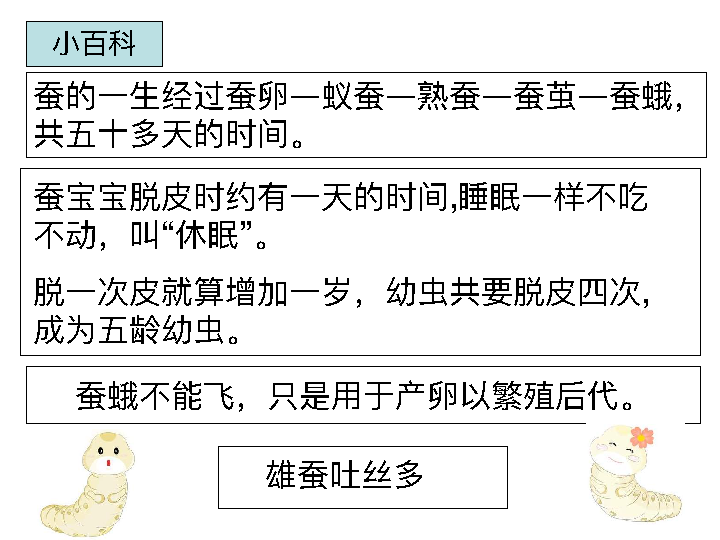 小百科
蚕的一生经过蚕卵—蚁蚕—熟蚕—蚕茧—蚕蛾，
共五十多天的时间。
蚕宝宝脱皮时约有一天的时间,睡眠一样不吃
不动，叫“休眠”。
脱一次皮就算增加一岁，幼虫共要脱皮四次，
成为五龄幼虫。
蚕蛾不能飞，只是用于产卵以繁殖后代。
雄蚕吐丝多